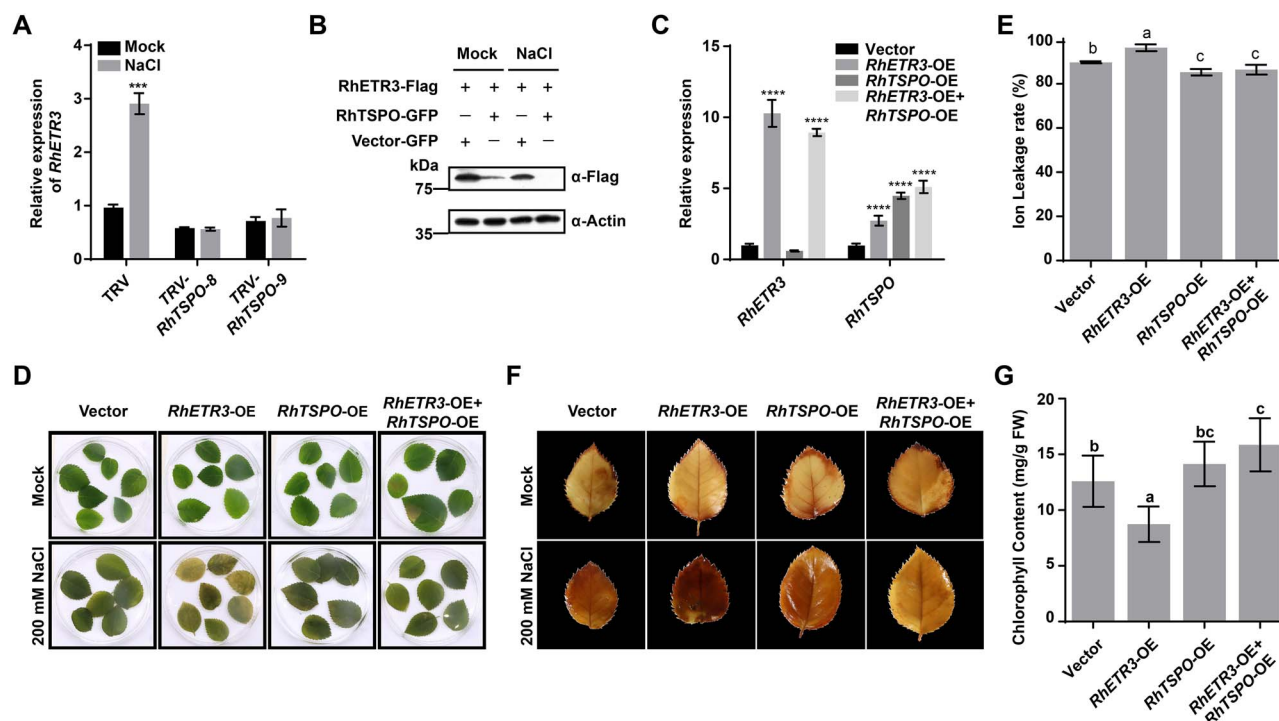 A
Relative expression
of RhETR3
4
3
2
1
0
Mock
NaCl
***
TRV
TRV-
RhTSPO-8
TRV-
RhTSPO-9
B
Mock NaCl
RhETR3-Flag + + + +
RhTSPO-GFP — + — +
Vector-GFP + — + —
kDa
75
α-Flag
35
α-Actin
C
Relative expression
15
10
5
0
Vector
RhETR3-OE
RhTSPO-OE
RhETR3-OE+
RhTSPO-OE
**** ****
**** **** ****
RhETR3
RhTSPO
E
Ion Leakage rate (%)
100
80
60
40
20
0
b a c c
Vector
RhETR3-OE
RhTSPO-OE
RhETR3-OE+
RhTSPO-OE
D
Vector RhETR3-OE RhTSPO-OE RhETR3-OE+
RhTSPO-OE
Mock
200 mM NaCl
F
Vector RhETR3-OE RhTSPO-OE RhETR3-OE+
RhTSPO-OE
Mock
200 mM NaCl
G
Chlorophyll Content (mg/g FW)
20
15
10
5
0
b a bc c
Vector
RhETR3-OE
RhTSPO-OE
RhETR3-OE+
RhTSPO-OE